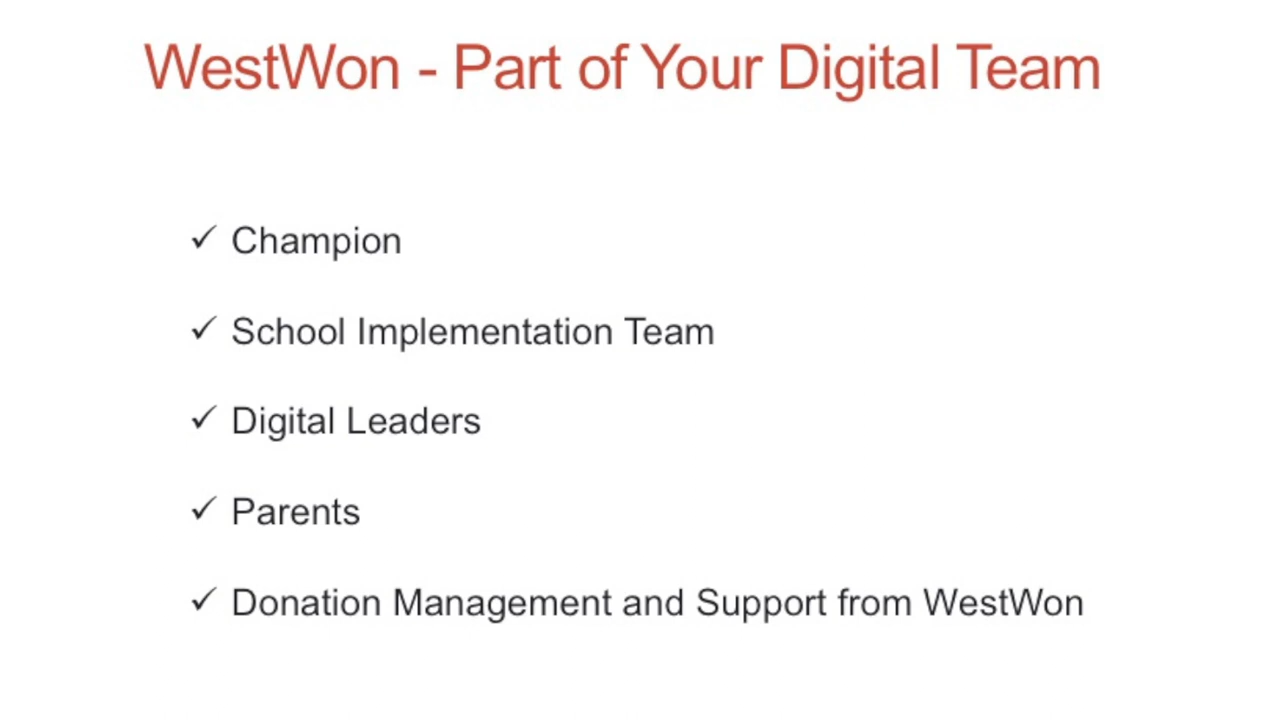 WestWon - Part of Your Digital Team
✓ Champion
✓ School Implementation Team
✓ Digital Leaders
✓ Parents
✓ Donation Management and Support from WestWon